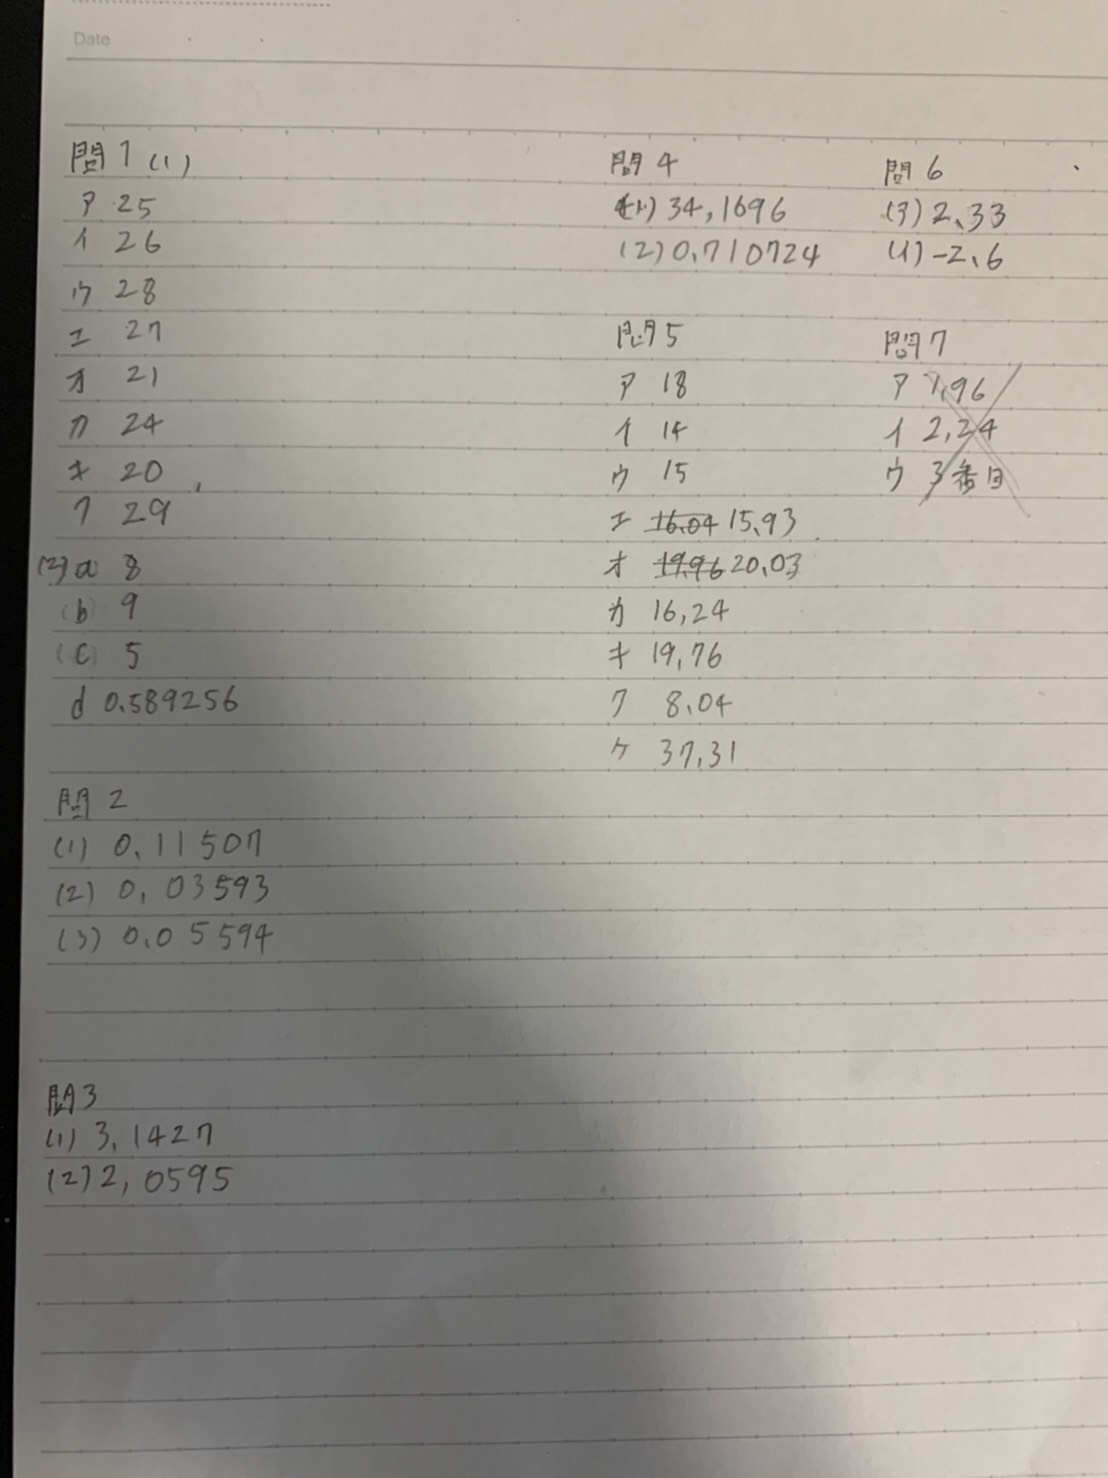 Date
問1 (1)
ア 25
イ 26
ウ 28
エ 27
オ 21
カ 24
キ 20
ク 29
(2) a 8
(b) 9
(c) 5
d 0.589256
問2
(1) 0.11507
(2) 0.03593
(3) 0.05594
問3
(1) 3.1427
(2) 2.0595
問4
(1) 34.1696
(2) 0.710724
問5
ア 18
イ 14
ウ 15
エ 16.04 15.93
オ 19.96 20.03
カ 16.24
キ 19.76
ク 8.04
ケ 37.31
問6
(ア) 2.33
(イ) -2.6
問7
ア 1.96
イ 2.24
ウ 3番目